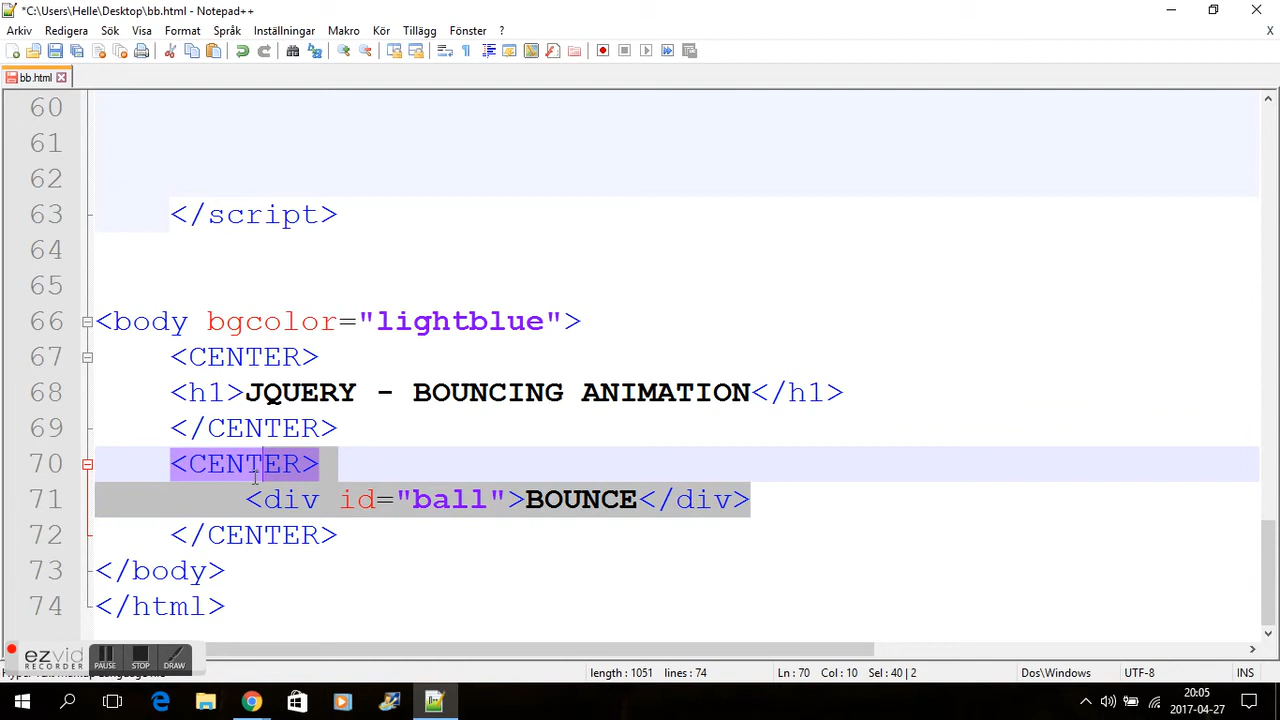 *C:\Users\Helle\Desktop\bb.html - Notepad++
Arkiv Redigera Sök Visa Format Språk Inställningar Makro Kör Tillägg Fönster ? X
bb.html
60
61
62
63 </script>
64
65
66 <body bgcolor="lightblue">
67 <CENTER>
68 <h1>JQUERY - BOUNCING ANIMATION</h1>
69 </CENTER>
70 <CENTER>
71 <div id="ball">BOUNCE</div>
72 </CENTER>
73 </body>
74 </html>
ezvid RECORDER PAUSE STOP DRAW
length : 1051 lines : 74 Ln : 70 Col : 10 Sel : 40 | 2 Dos\Windows UTF-8 INS
20:05
2017-04-27